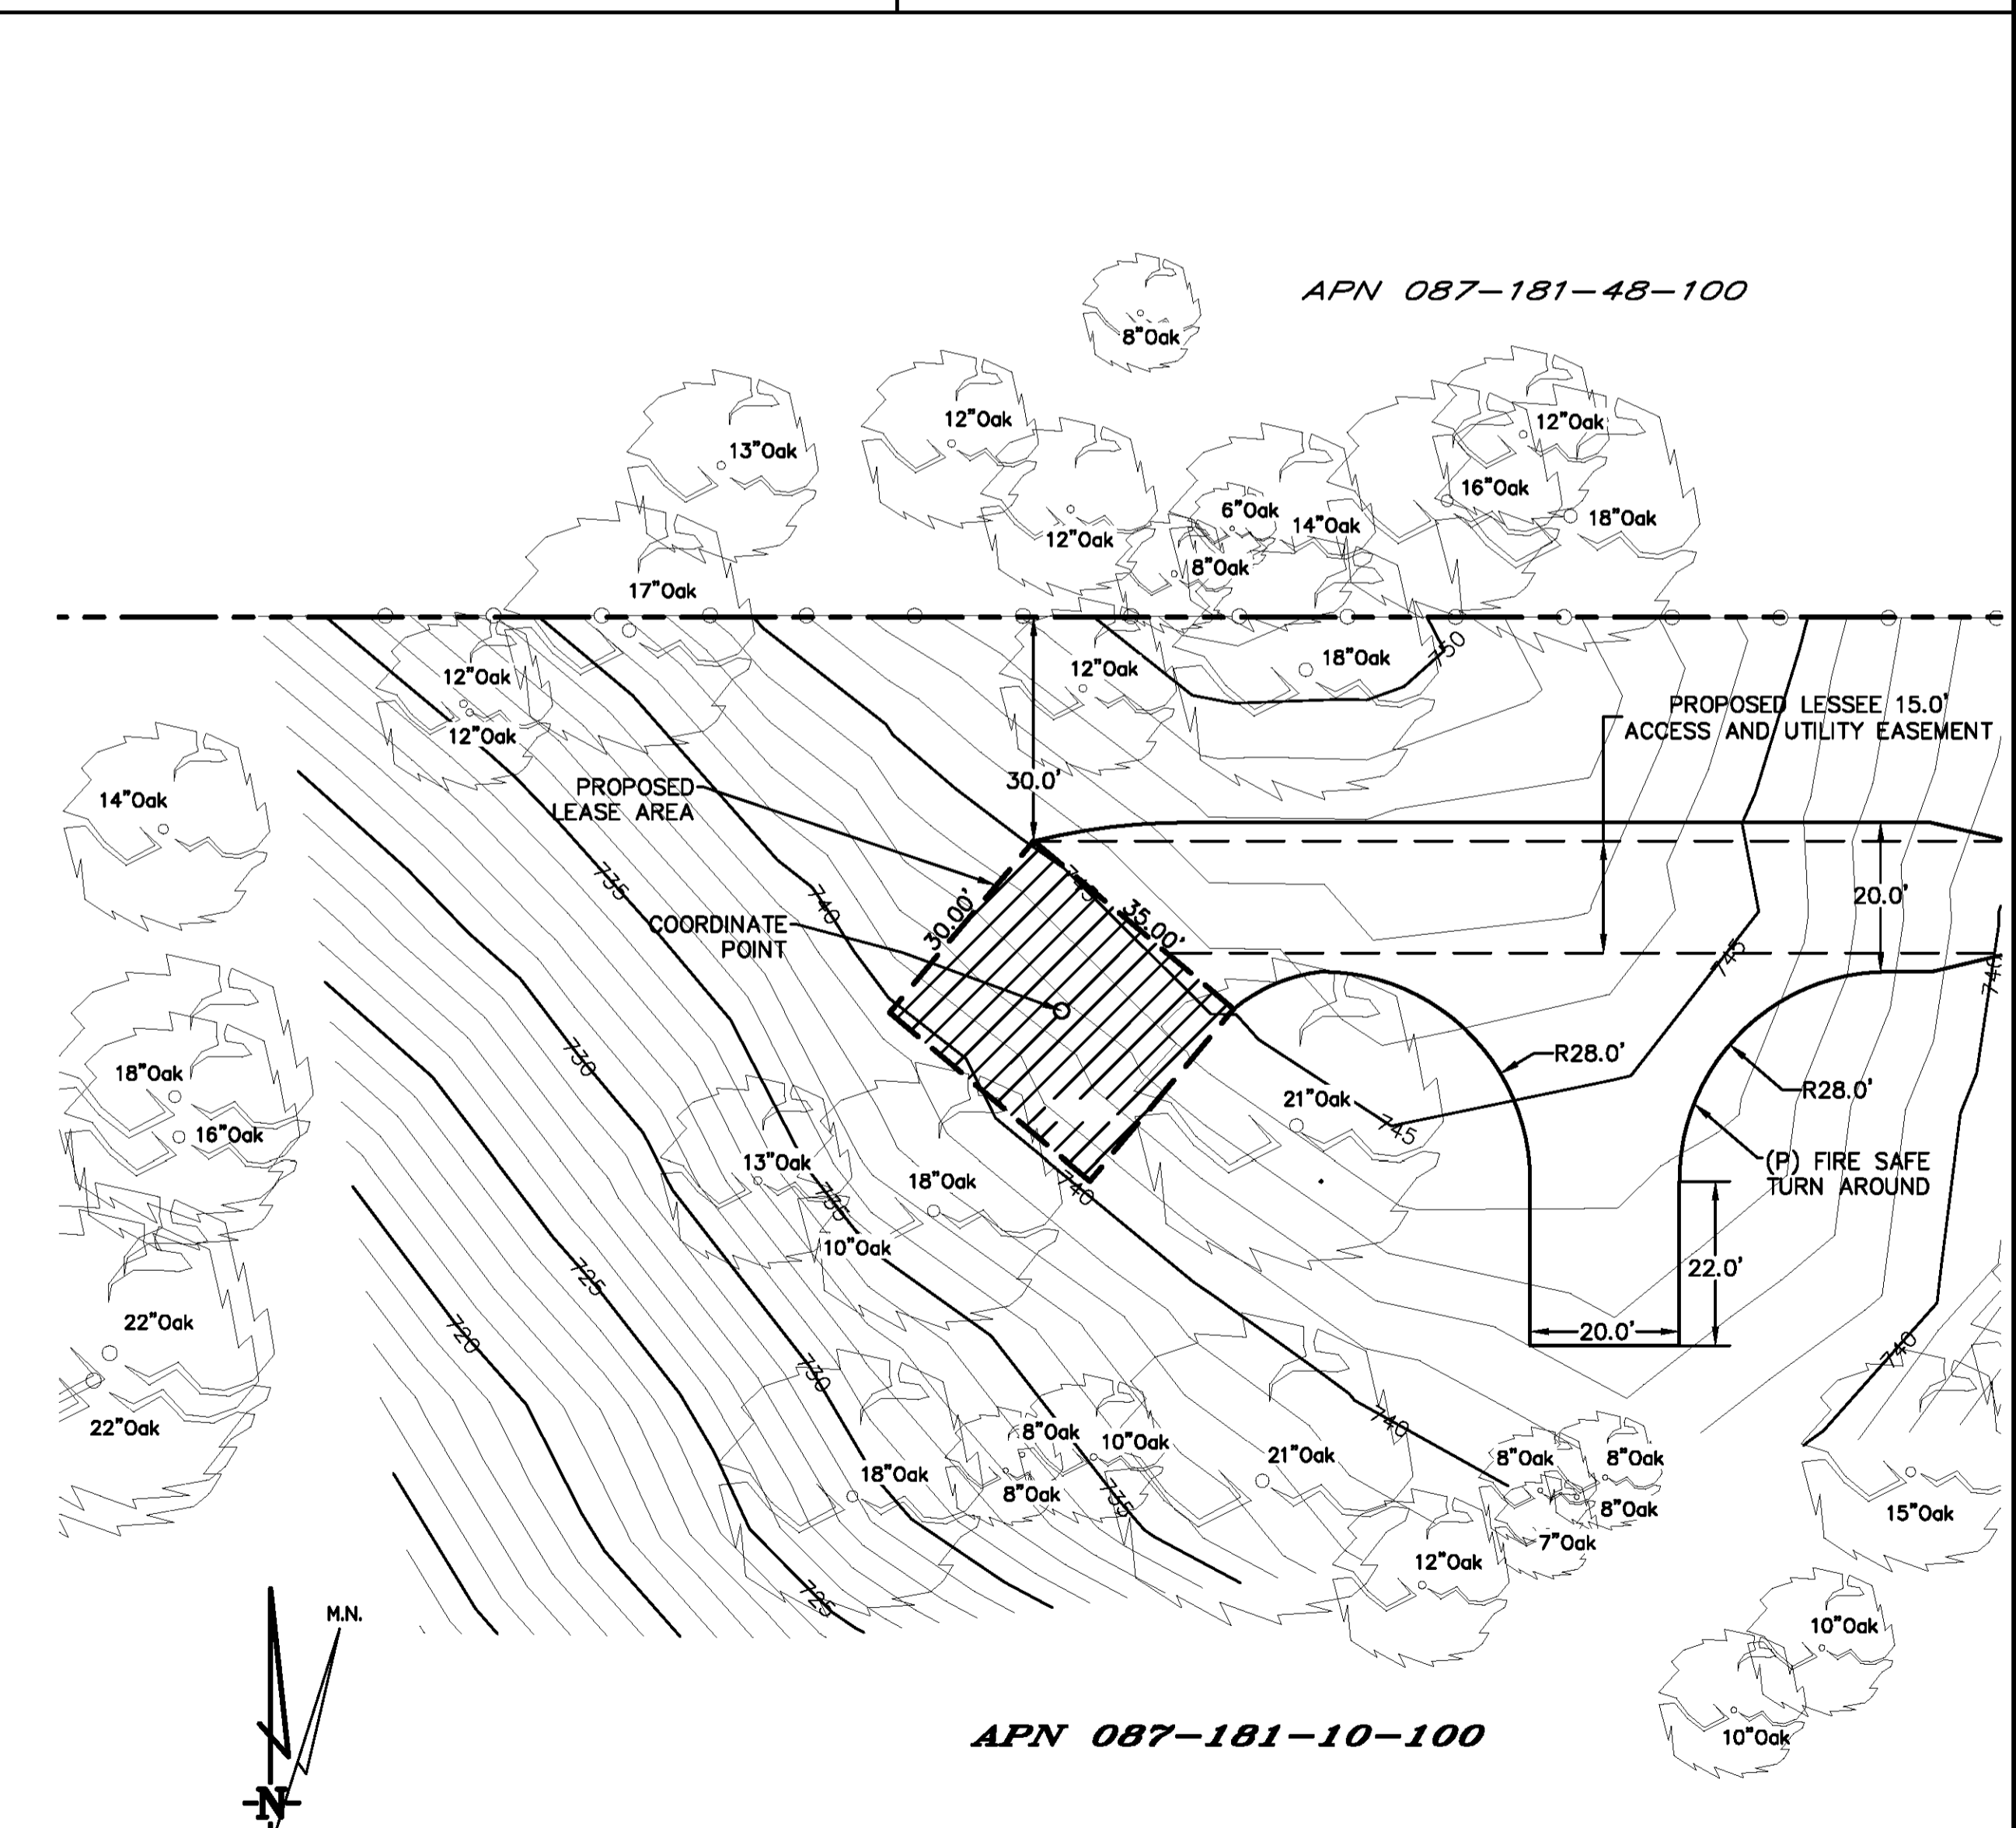 APN 087-181-48-100
8"Oak
12"Oak
12"Oak
13"Oak
16"Oak
6"Oak
14"Oak
18"Oak
12"Oak
8"Oak
17"Oak
750
12"Oak
18"Oak
12"Oak
PROPOSED LESSEE 15.0'
ACCESS AND UTILITY EASEMENT
12"Oak
30.0'
PROPOSED
LEASE AREA
14"Oak
735
745
740
20.0'
30.00'
35.00'
COORDINATE
POINT
745
740
730
R28.0'
18"Oak
R28.0'
21"Oak
745
16"Oak
13"Oak
(P) FIRE SAFE
TURN AROUND
18"Oak
740
735
10"Oak
22.0'
725
22"Oak
720
20.0'
740
730
740
22"Oak
8"Oak
10"Oak
21"Oak
8"Oak
8"Oak
18"Oak
8"Oak
735
8"Oak
15"Oak
7"Oak
12"Oak
725
M.N.
10"Oak
APN 087-181-10-100
10"Oak
N